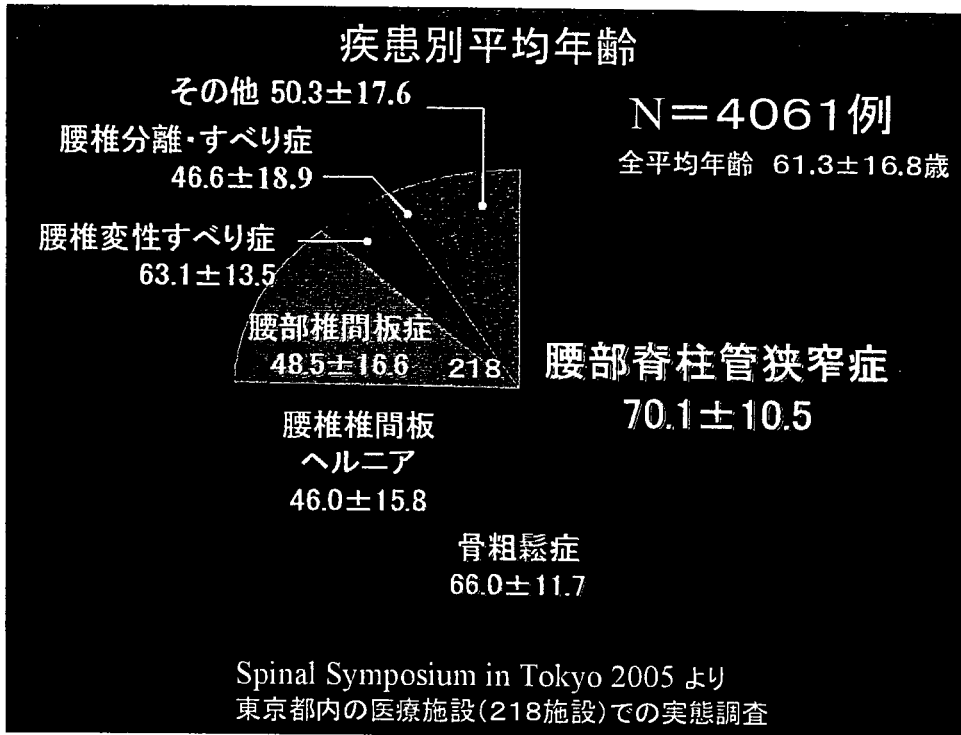 疾患別平均年齢
その他 50.3±17.6
N＝4061例
全平均年齢 61.3±16.8歳
腰椎分離・すべり症
46.6±18.9
腰椎変性すべり症
63.1±13.5
腰部椎間板症
48.5±16.6
218
腰部脊柱管狭窄症
70.1±10.5
腰椎椎間板
ヘルニア
46.0±15.8
骨粗鬆症
66.0±11.7
Spinal Symposium in Tokyo 2005 より
東京都内の医療施設(218施設)での実態調査